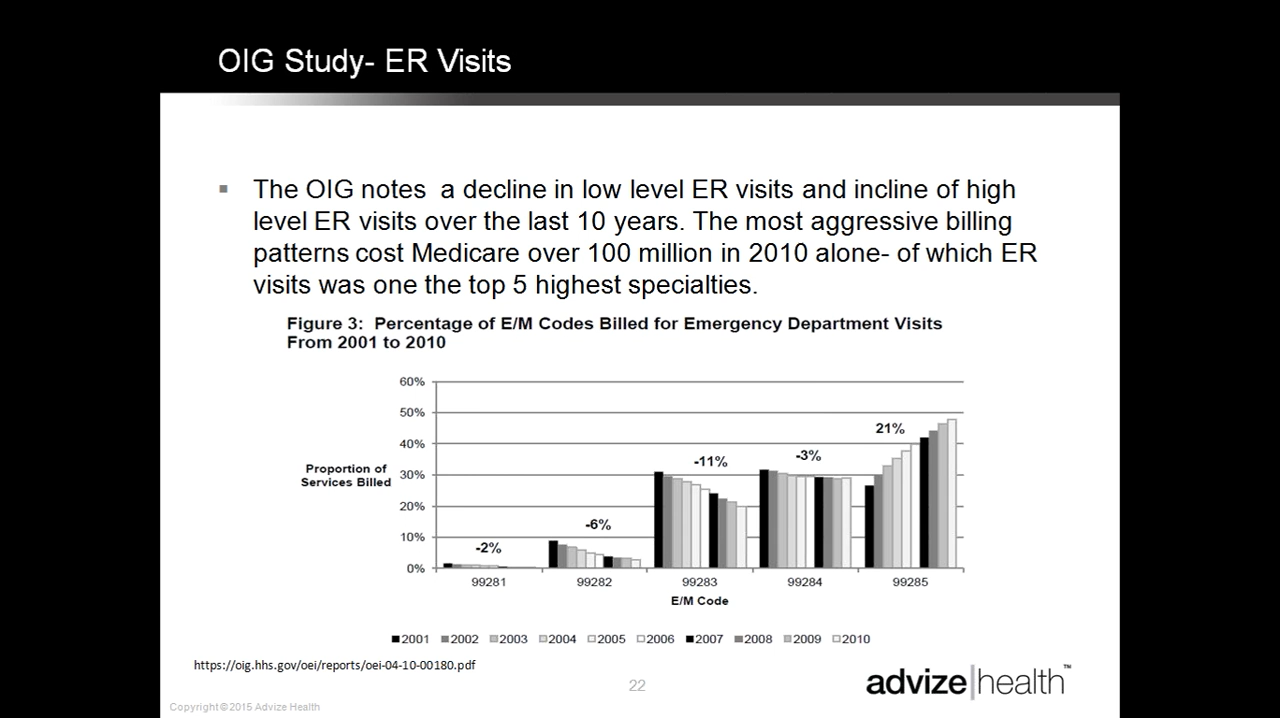 OIG Study- ER Visits
▪ The OIG notes  a decline in low level ER visits and incline of high
level ER visits over the last 10 years. The most aggressive billing
patterns cost Medicare over 100 million in 2010 alone- of which ER
visits was one the top 5 highest specialties.
Figure 3:  Percentage of E/M Codes Billed for Emergency Department Visits
From 2001 to 2010
60%
50%
40%
30%
20%
10%
0%
Proportion of
Services Billed
-2%
-6%
-11%
-3%
21%
99281 99282 99283 99284 99285
E/M Code
2001 2002 2003 2004 2005 2006 2007 2008 2009 2010
https://oig.hhs.gov/oei/reports/oei-04-10-00180.pdf
advize|health™
22
Copyright©2015 Advize Health